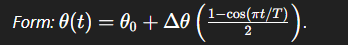 Form: θ(t) = θ₀ + Δθ ( (1−cos(πt/T))/2 ).